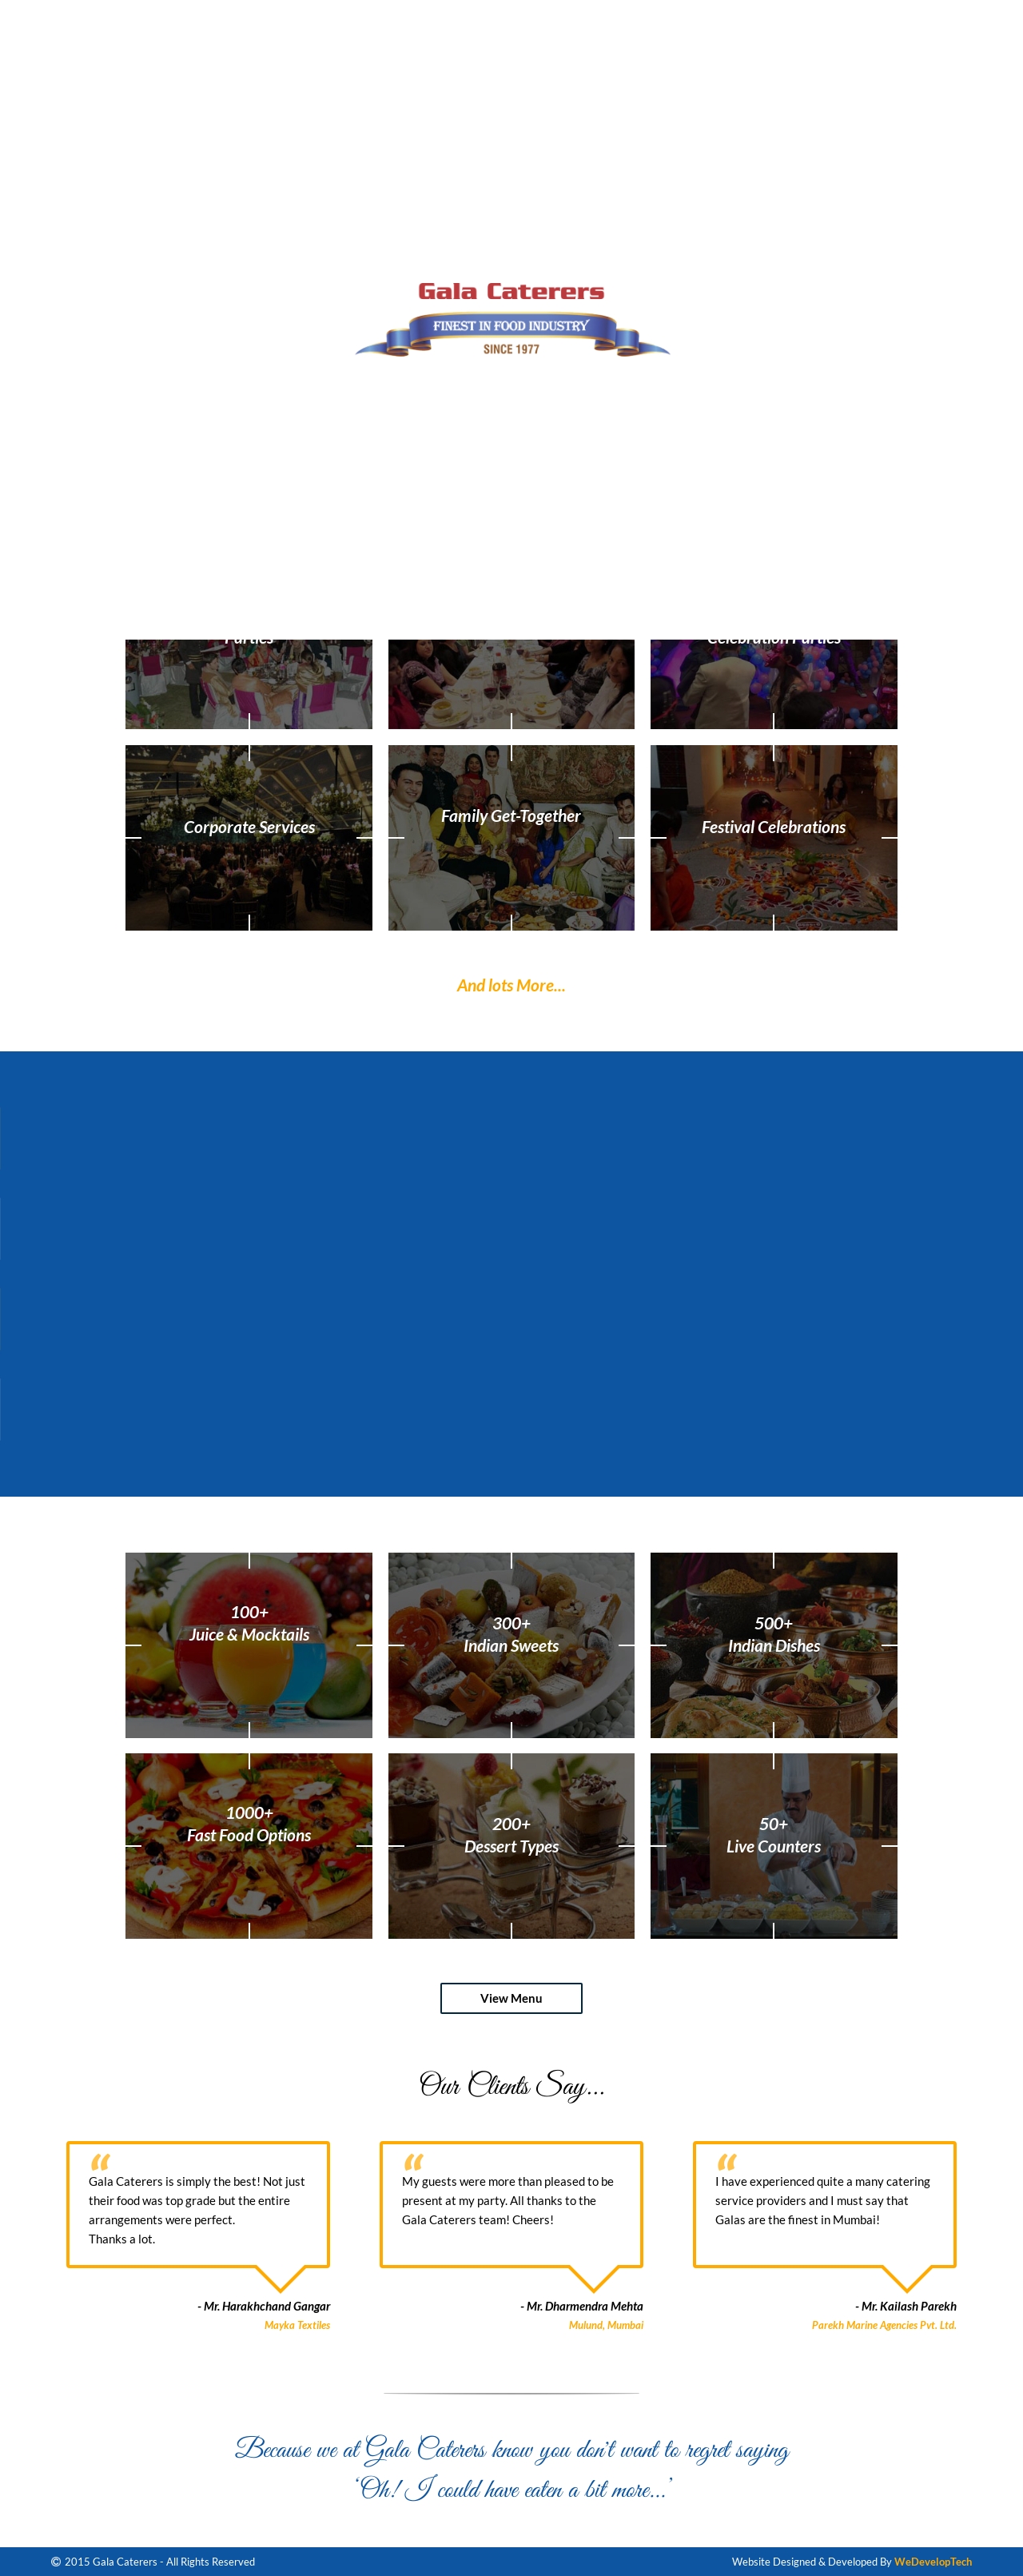 Gala Caterers
FINEST IN FOOD INDUSTRY
SINCE 1977
Parties
Celebration Parties
Corporate Services
Family Get-Together
Festival Celebrations
And lots More...
100+
Juice & Mocktails
300+
Indian Sweets
500+
Indian Dishes
1000+
Fast Food Options
200+
Dessert Types
50+
Live Counters
View Menu
Our Clients Say...
“
Gala Caterers is simply the best! Not just
their food was top grade but the entire
arrangements were perfect.
Thanks a lot.
- Mr. Harakhchand Gangar
Mayka Textiles
“
My guests were more than pleased to be
present at my party. All thanks to the
Gala Caterers team! Cheers!
- Mr. Dharmendra Mehta
Mulund, Mumbai
“
I have experienced quite a many catering
service providers and I must say that
Galas are the finest in Mumbai!
- Mr. Kailash Parekh
Parekh Marine Agencies Pvt. Ltd.
Because we at Gala Caterers know you don't want to regret saying
‘Oh! I could have eaten a bit more...’
© 2015 Gala Caterers - All Rights Reserved
Website Designed & Developed By WeDevelopTech